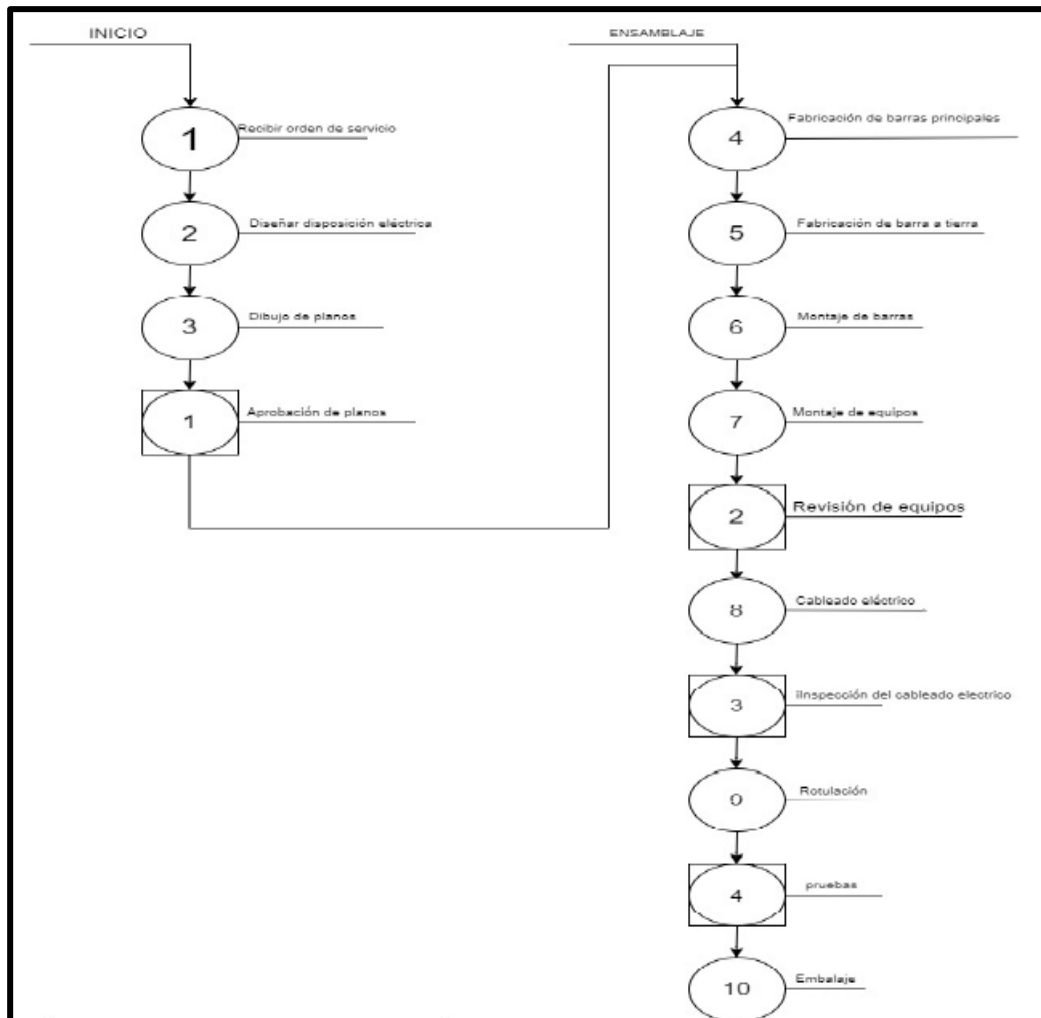 INICIO
1
Recibir orden de servicio
2
Diseñar disposición eléctrica
3
Dibujo de planos
1
Aprobación de planos
ENSAMBLAJE
4
Fabricación de barras principales
5
Fabricación de barra a tierra
6
Montaje de barras
7
Montaje de equipos
2
Revisión de equipos
8
Cableado eléctrico
3
iInspección del cableado electrico
9
Rotulación
4
pruebas
10
Embalaje